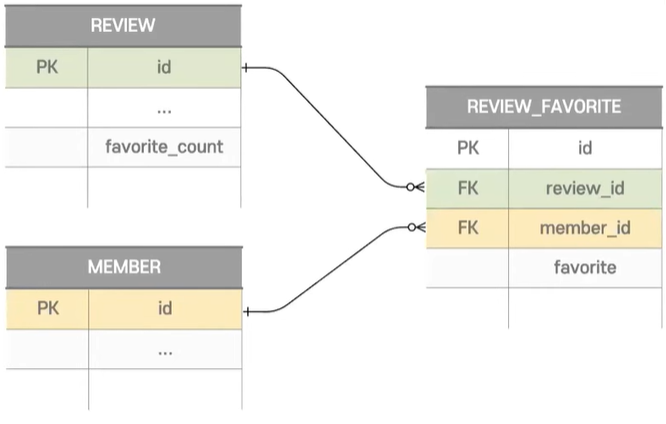 REVIEW
PK id
...
favorite_count
MEMBER
PK id
...
REVIEW_FAVORITE
PK id
FK review_id
FK member_id
favorite